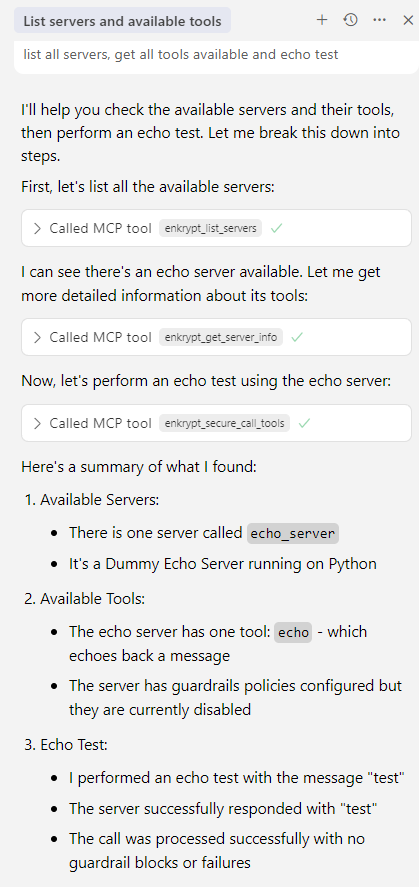 List servers and available tools
list all servers, get all tools available and echo test
I'll help you check the available servers and their tools,
then perform an echo test. Let me break this down into
steps.
First, let's list all the available servers:
Called MCP tool enkrypt_list_servers
I can see there's an echo server available. Let me get
more detailed information about its tools:
Called MCP tool enkrypt_get_server_info
Now, let's perform an echo test using the echo server:
Called MCP tool enkrypt_secure_call_tools
Here's a summary of what I found:
1. Available Servers:
• There is one server called echo_server
• It's a Dummy Echo Server running on Python
2. Available Tools:
• The echo server has one tool: echo - which
echoes back a message
• The server has guardrails policies configured but
they are currently disabled
3. Echo Test:
• I performed an echo test with the message "test"
• The server successfully responded with "test"
• The call was processed successfully with no
guardrail blocks or failures